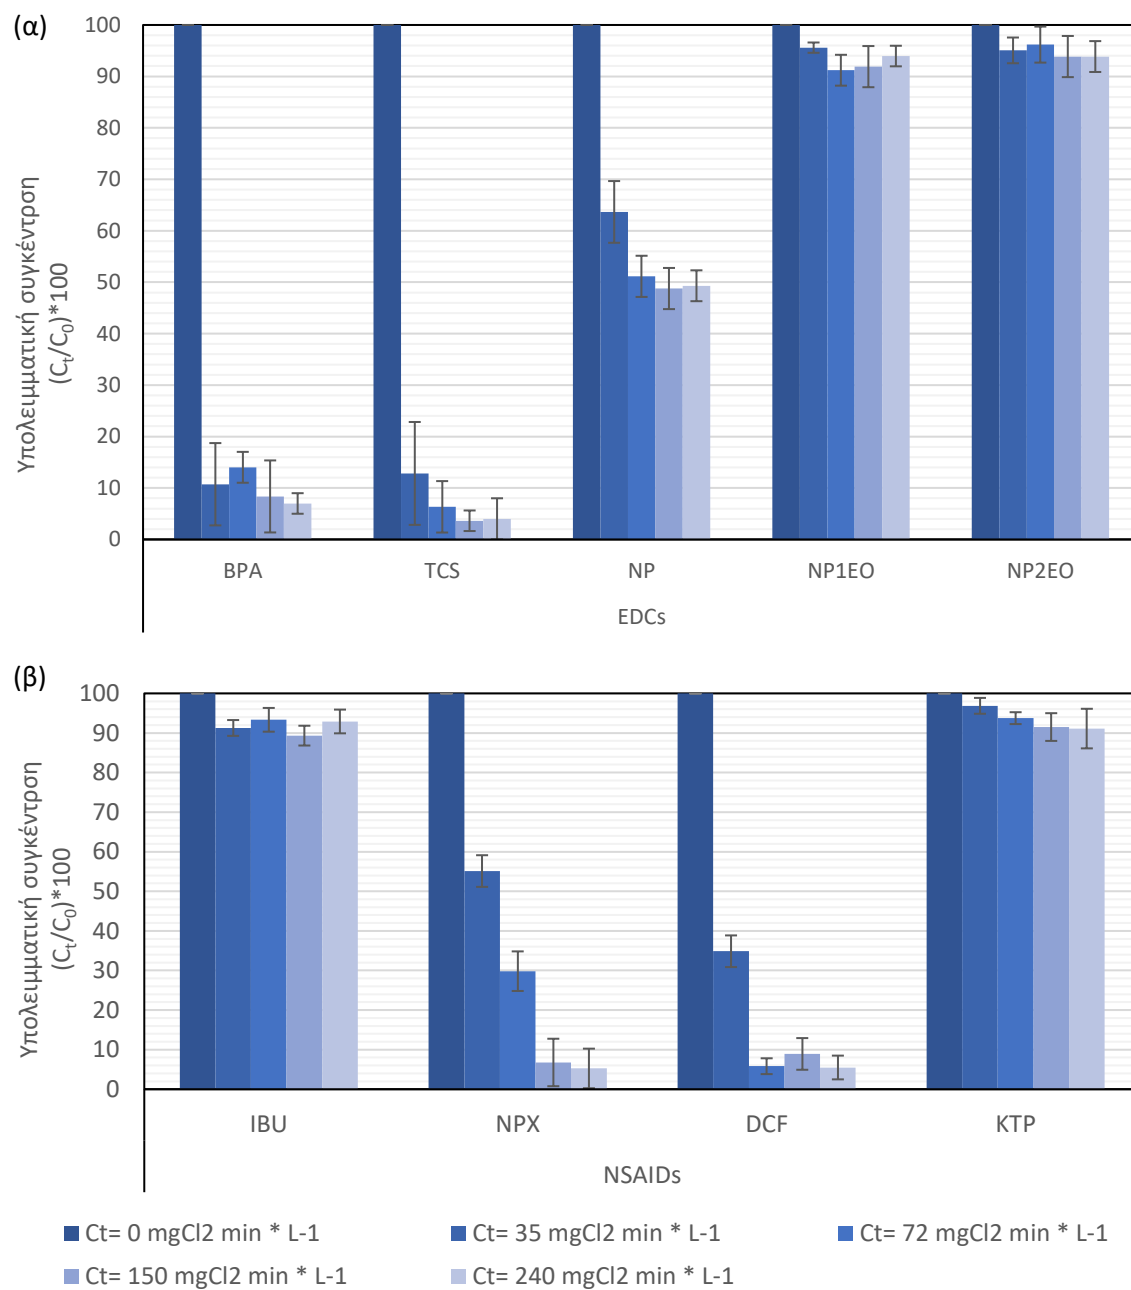 (α)
Υπολειμματική συγκέντρση
(Ct/C0)*100
100
90
80
70
60
50
40
30
20
10
0
BPA TCS NP NP1EO NP2EO
EDCs
(β)
Υπολειμματική συγκέντρση
(Ct/C0)*100
100
90
80
70
60
50
40
30
20
10
0
IBU NPX DCF KTP
NSAIDs
Ct= 0 mgCl2 min * L-1 Ct= 35 mgCl2 min * L-1 Ct= 72 mgCl2 min * L-1
Ct= 150 mgCl2 min * L-1 Ct= 240 mgCl2 min * L-1